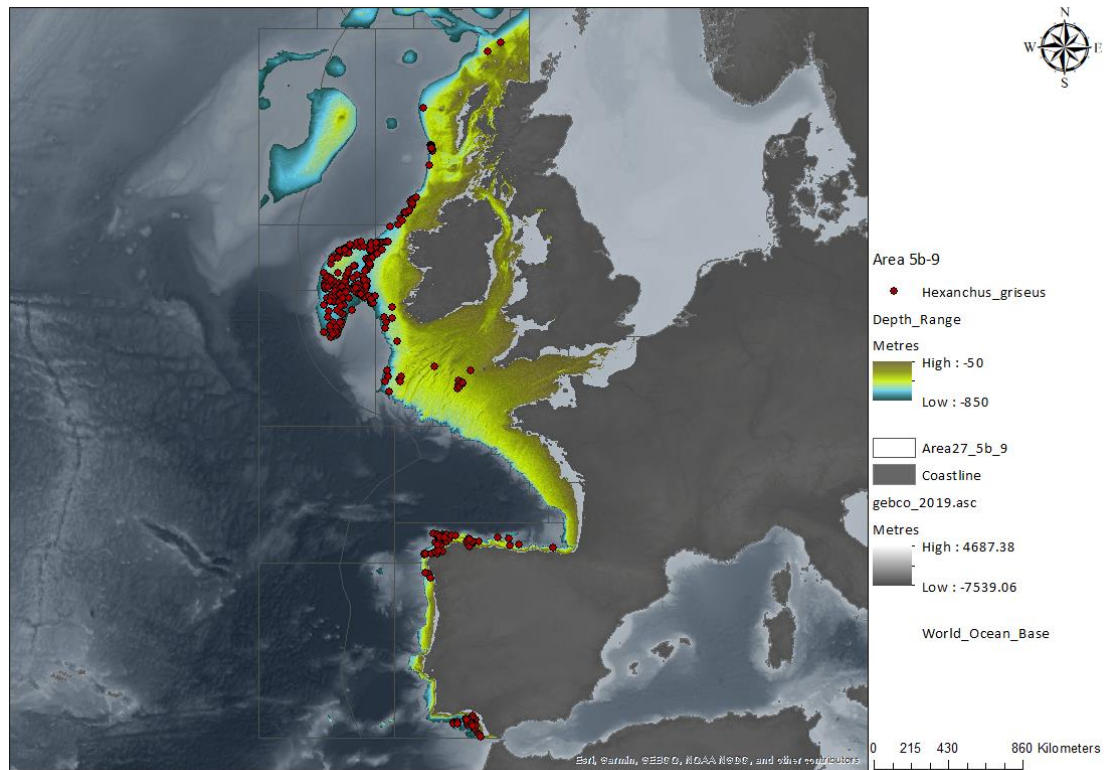 N
W E
S
Area 5b-9
Hexanchus_griseus
Depth_Range
Metres
High : -50
Low : -850
Area27_5b_9
Coastline
gebco_2019.asc
Metres
High : 4687.38
Low : -7539.06
World_Ocean_Base
0 215 430 860 Kilometers
Esri, Garmin, GEBCO, NOAA NGDC, and other contributors